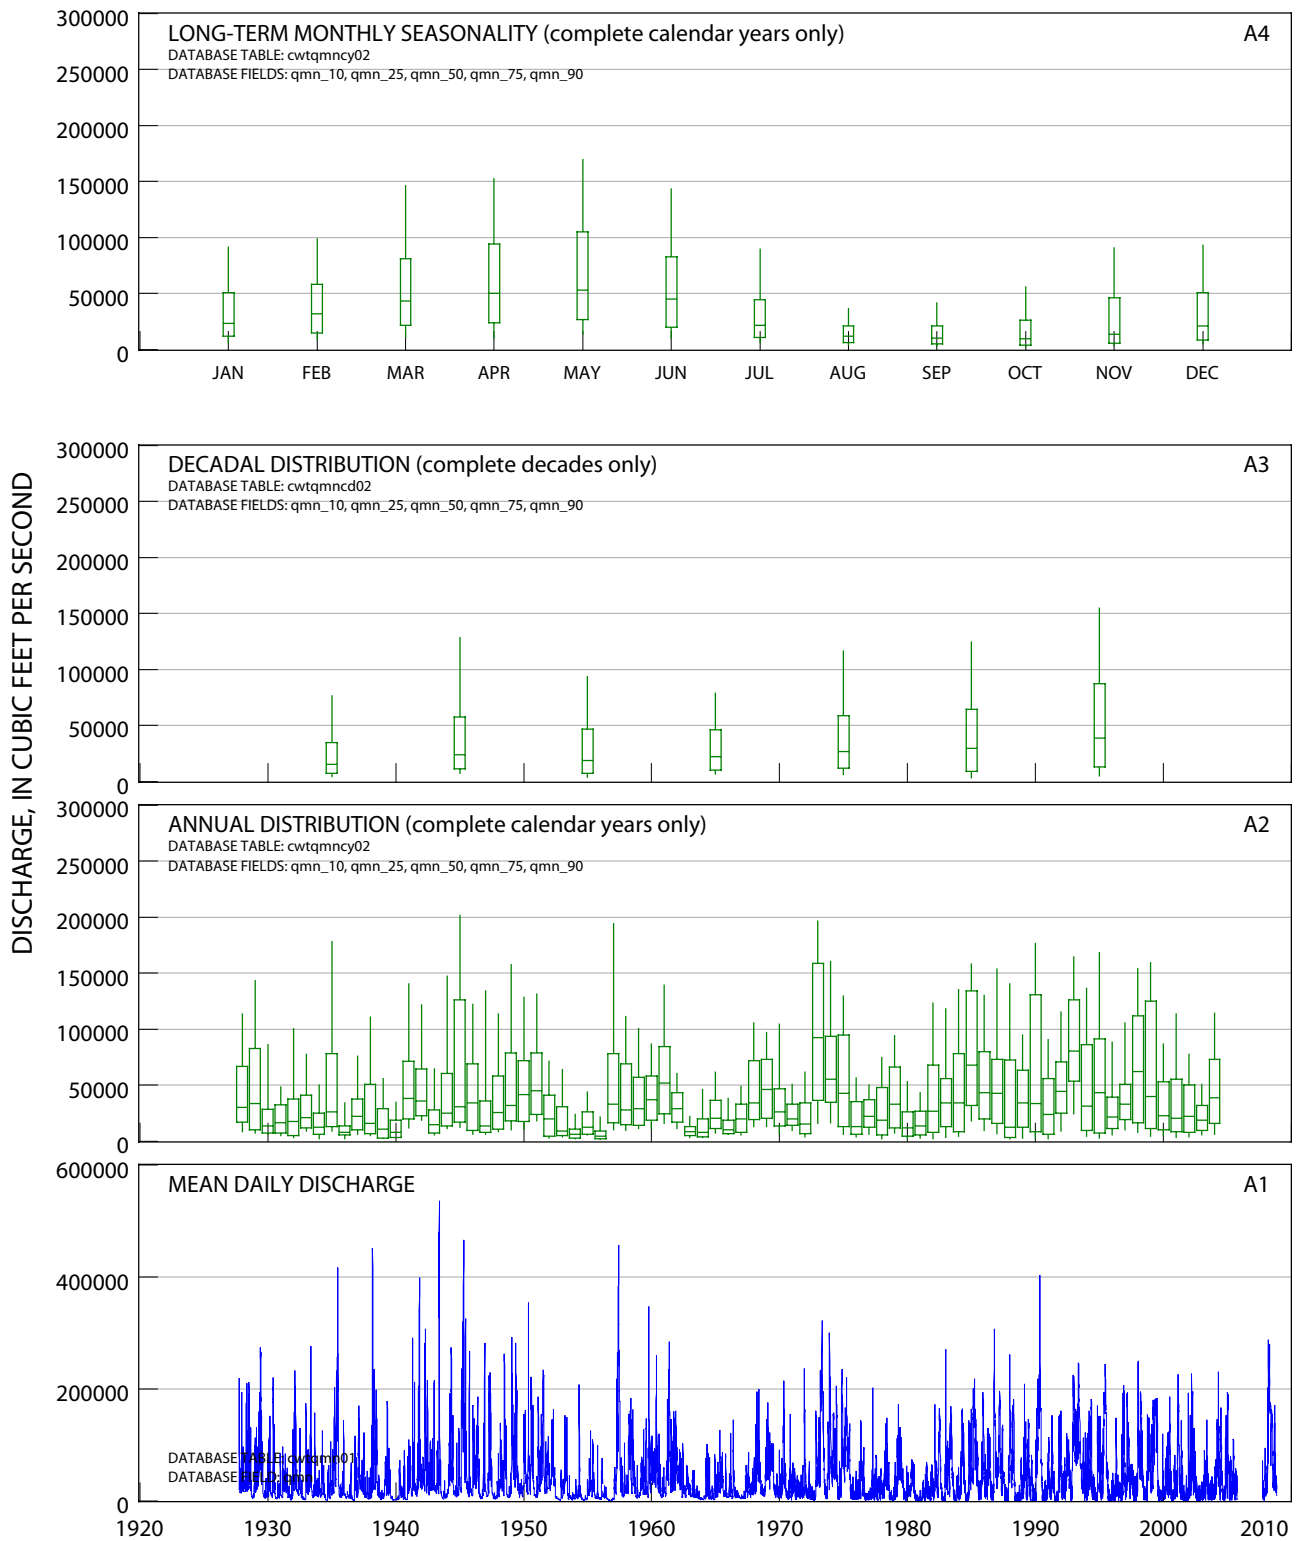 300000
LONG-TERM MONTHLY SEASONALITY (complete calendar years only) A4
DATABASE TABLE: cwtqmncy02
250000
DATABASE FIELDS: qmn_10, qmn_25, qmn_50, qmn_75, qmn_90
200000
150000
100000
50000
0
JAN FEB MAR APR MAY JUN JUL AUG SEP OCT NOV DEC
DISCHARGE, IN CUBIC FEET PER SECOND
300000
DECADAL DISTRIBUTION (complete decades only) A3
DATABASE TABLE: cwtqmncd02
250000
DATABASE FIELDS: qmn_10, qmn_25, qmn_50, qmn_75, qmn_90
200000
150000
100000
50000
0
300000
ANNUAL DISTRIBUTION (complete calendar years only) A2
DATABASE TABLE: cwtqmncy02
250000
DATABASE FIELDS: qmn_10, qmn_25, qmn_50, qmn_75, qmn_90
200000
150000
100000
50000
0
600000
MEAN DAILY DISCHARGE A1
400000
200000
DATABASE TABLE: cwtqmn01
DATABASE FIELD: qmn
0
1920 1930 1940 1950 1960 1970 1980 1990 2000 2010